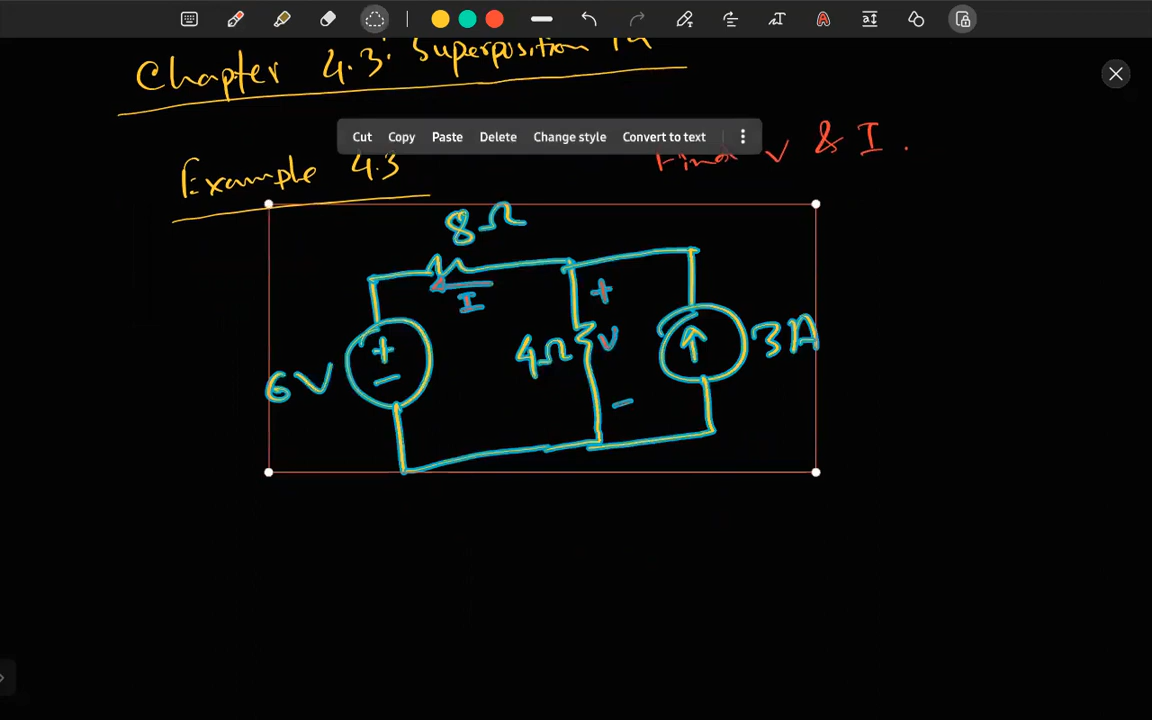 Chapter 4.3: Superposition
Cut Copy Paste Delete Change style Convert to text
Example 4.3
Find V & I .
8Ω
I
+
6V
+
-
4Ω
V
3A
-